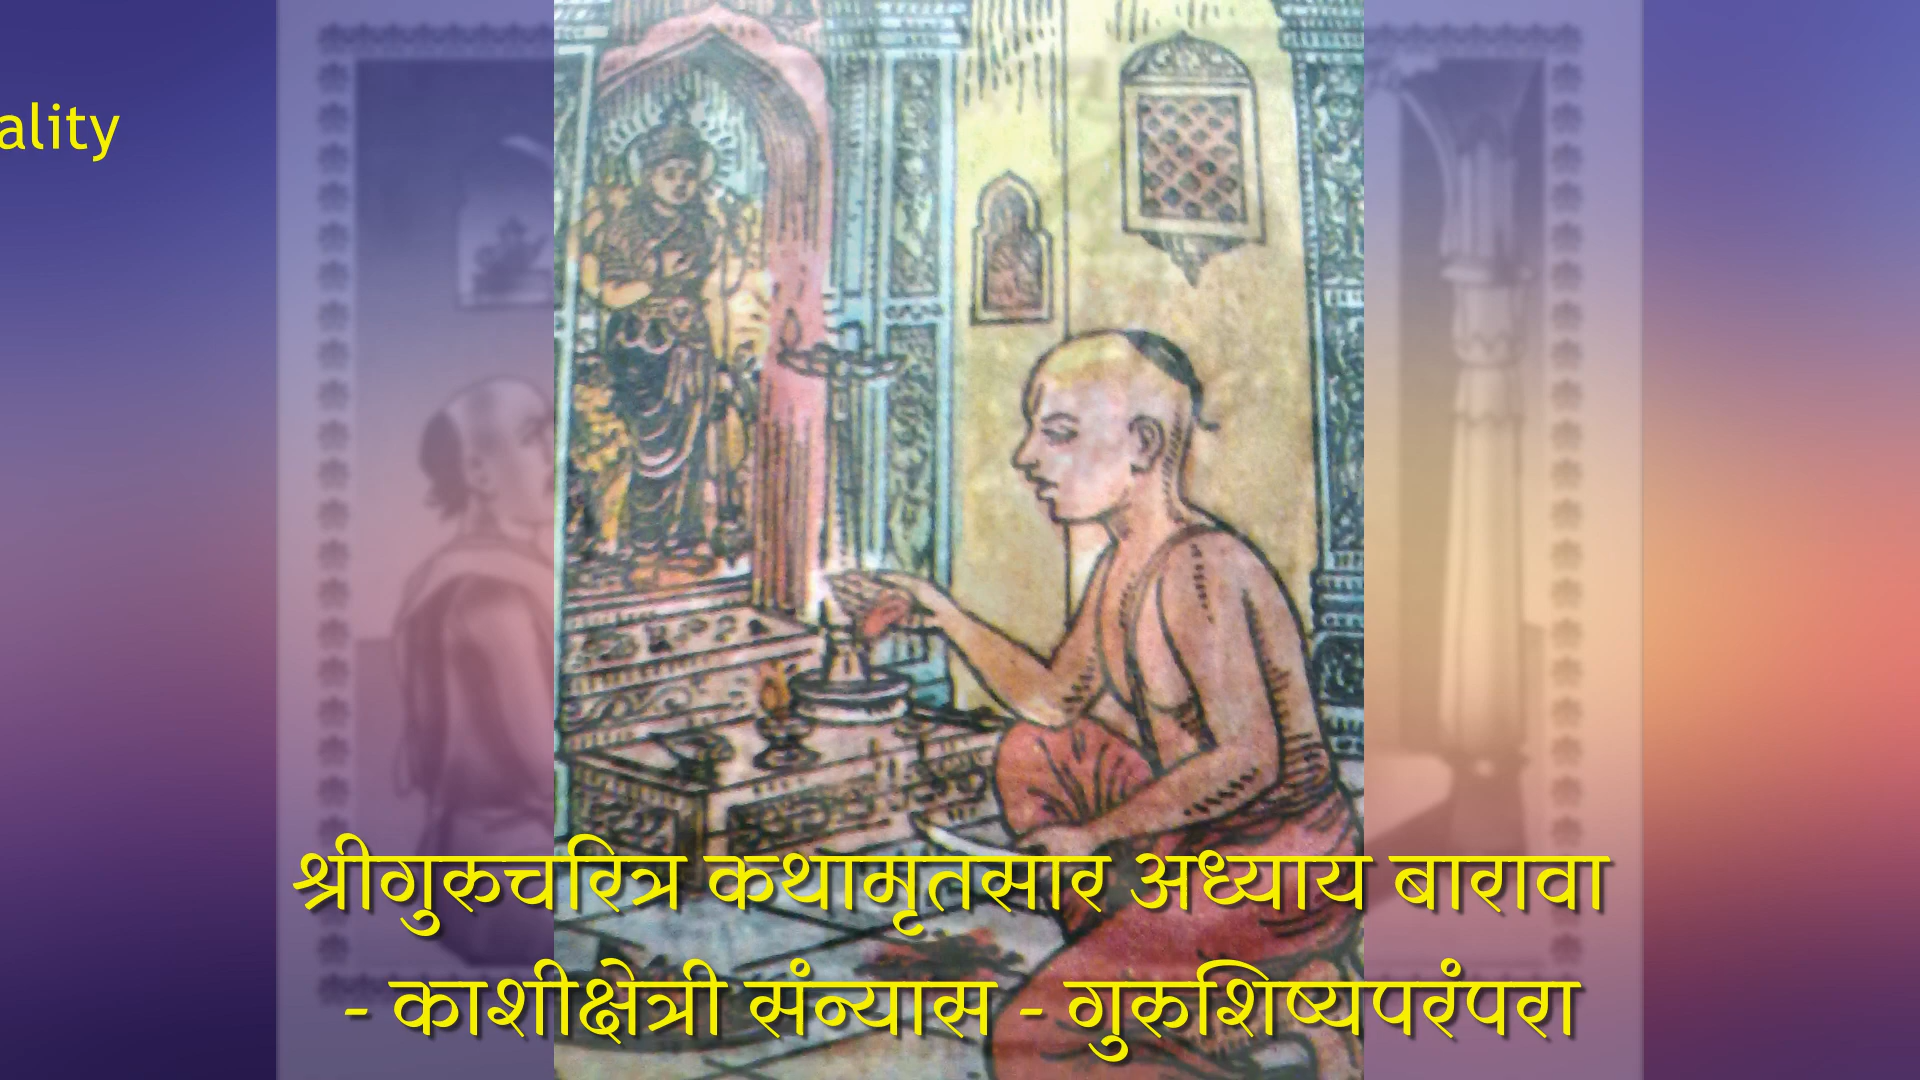 ality
श्रीगुरुचरित्र कथामृतसार अध्याय बारावा
- काशीक्षेत्री संन्यास - गुरुशिष्यपरंपरा